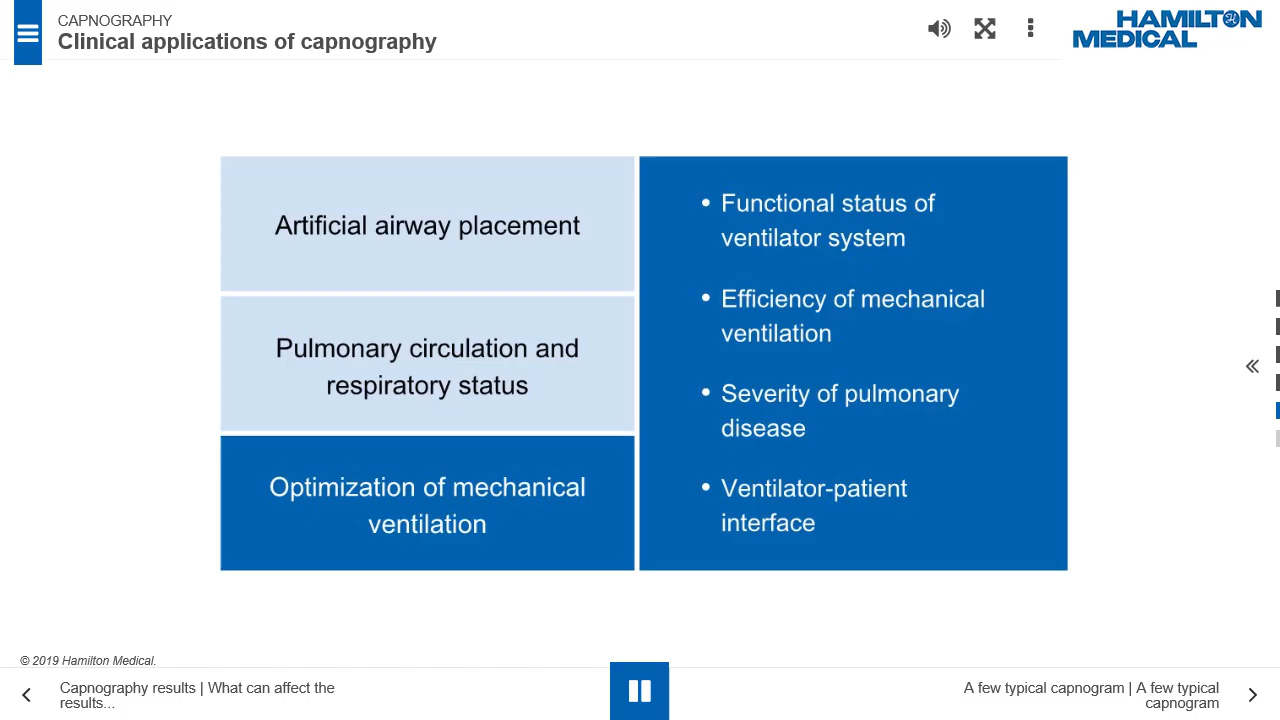 CAPNOGRAPHY
Clinical applications of capnography
HAMILTON
MEDICAL
Artificial airway placement
Pulmonary circulation and
respiratory status
Optimization of mechanical
ventilation
• Functional status of
ventilator system
• Efficiency of mechanical
ventilation
• Severity of pulmonary
disease
• Ventilator-patient
interface
© 2019 Hamilton Medical.
Capnography results | What can affect the
results...
A few typical capnogram | A few typical
capnogram